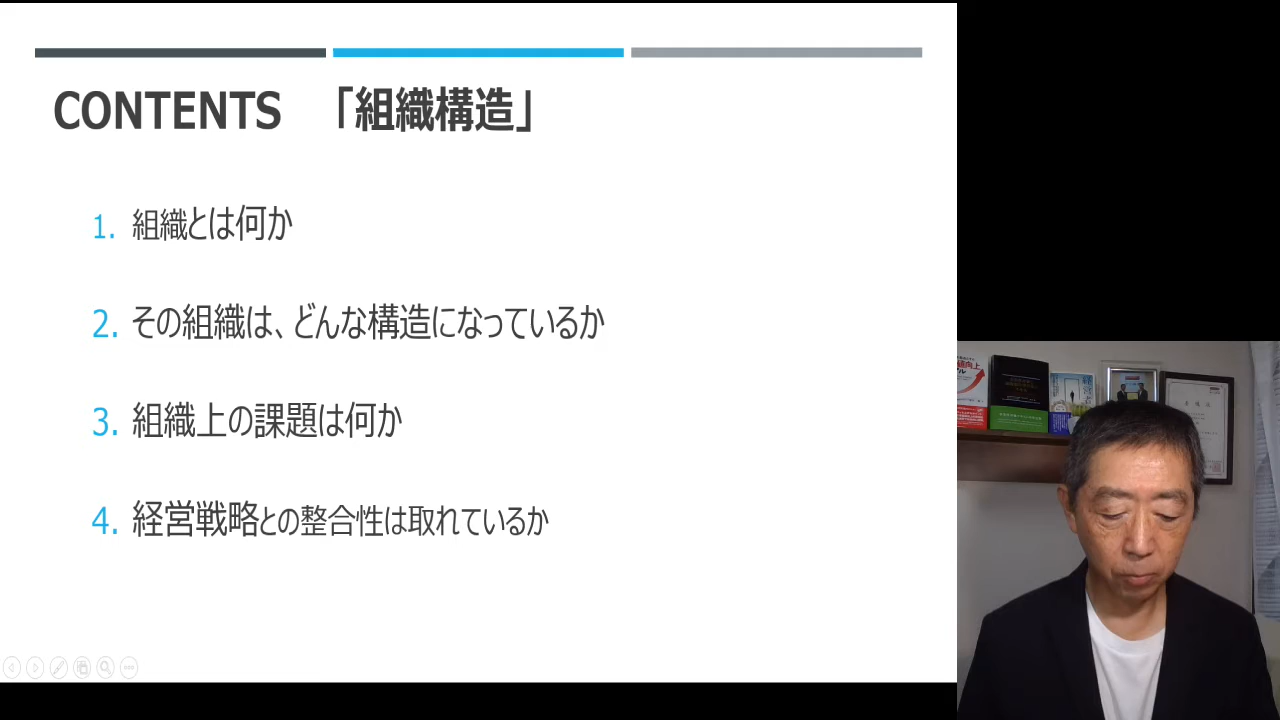 CONTENTS 「組織構造」
1. 組織とは何か
2. その組織は、どんな構造になっているか
3. 組織上の課題は何か
4. 経営戦略との整合性は取れているか